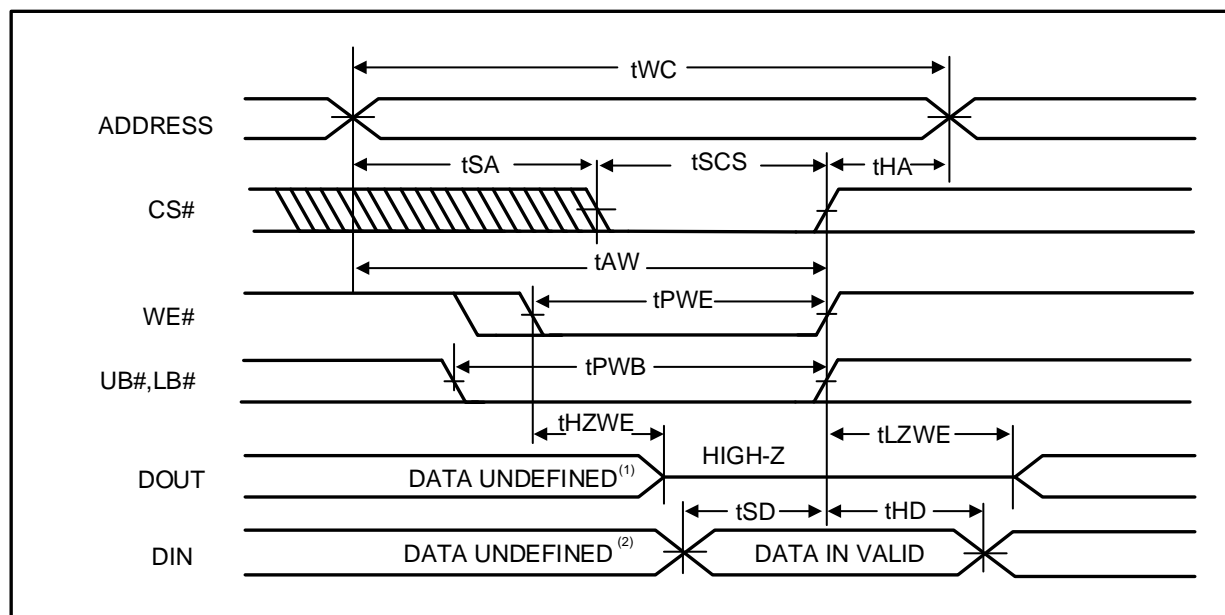 tWC
ADDRESS
tSA
tSCS
tHA
CS#
tAW
WE#
tPWE
UB#,LB#
tPWB
tHZWE
tLZWE
HIGH-Z
DOUT
DATA UNDEFINED(1)
tSD
tHD
DIN
DATA UNDEFINED (2)
DATA IN VALID